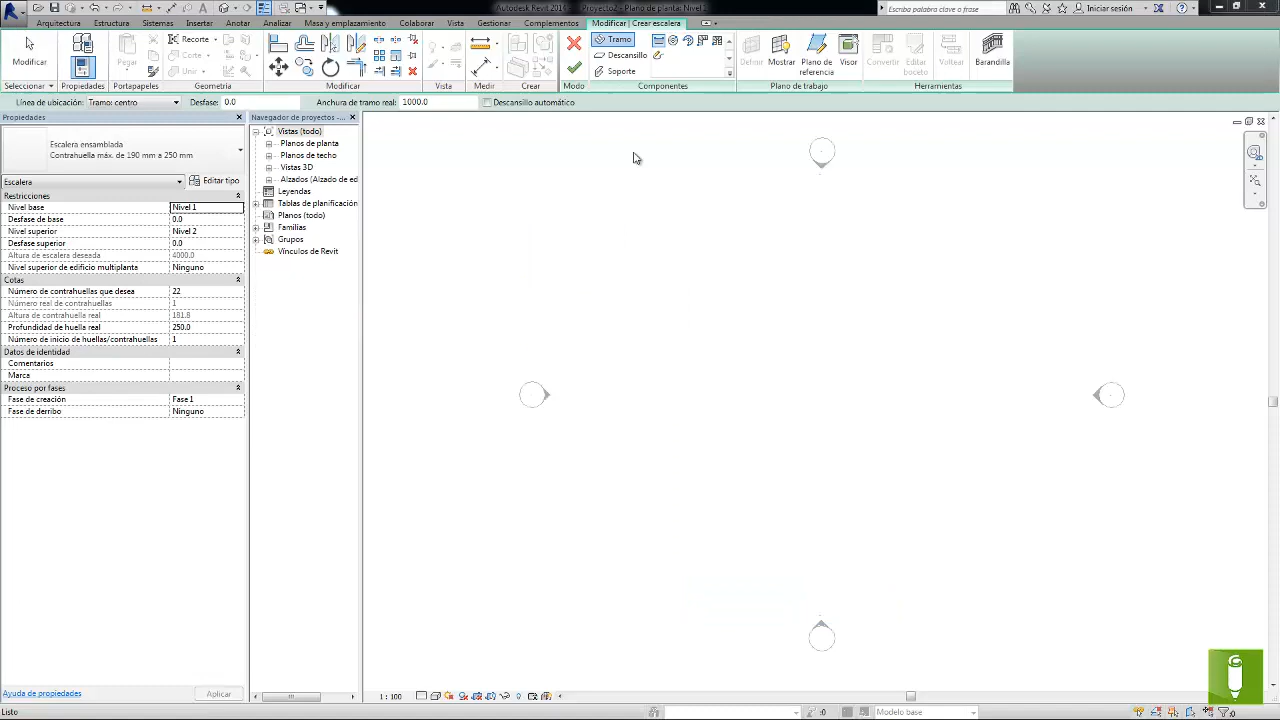 Autodesk Revit 2014 - Proyecto2 - Plano de planta: Nivel 1
Escriba palabra clave o frase
Iniciar sesión
Arquitectura Estructura Sistemas Insertar Anotar Analizar Masa y emplazamiento Colaborar Vista Gestionar Complementos Modificar | Crear escalera
Modificar
Propiedades
Pegar
Recorte
Corte
Unir
Tramo
Descansillo
Soporte
Definir Mostrar Plano de referencia Visor
Convertir Editar boceto Voltear Barandilla
Seleccionar Propiedades Portapapeles Geometría Modificar Vista Medir Crear Modo Componentes Plano de trabajo Herramientas
Línea de ubicación: Tramo: centro Desfase: 0.0 Anchura de tramo real: 1000.0 Descansillo automático
Propiedades
Escalera ensamblada
Contrahuella máx. de 190 mm a 250 mm
Escalera Editar tipo
Restricciones
Nivel base Nivel 1
Desfase de base 0.0
Nivel superior Nivel 2
Desfase superior 0.0
Altura de escalera deseada 4000.0
Nivel superior de edificio multiplanta Ninguno
Cotas
Número de contrahuellas que desea 22
Número real de contrahuellas 1
Altura de contrahuella real 181.8
Profundidad de huella real 250.0
Número de inicio de huellas/contrahuellas 1
Datos de identidad
Comentarios
Marca
Proceso por fases
Fase de creación Fase 1
Fase de derribo Ninguno
Ayuda de propiedades Aplicar
Navegador de proyectos -...
Vistas (todo)
Planos de planta
Planos de techo
Vistas 3D
Alzados (Alzado de ed
Leyendas
Tablas de planificación
Planos (todo)
Familias
Grupos
Vínculos de Revit
1 : 100
Listo
:0
Modelo base
:0